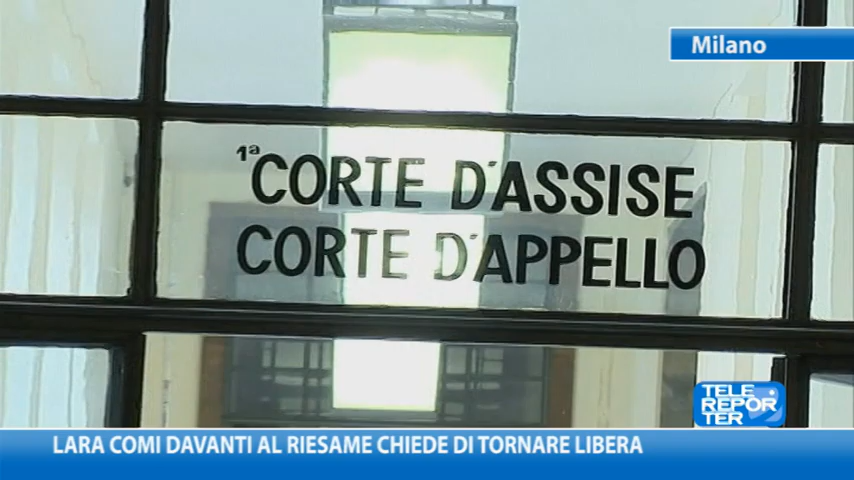 Milano
1ª CORTE D'ASSISE
CORTE D'APPELLO
TELE
REPOR
TER
LARA COMI DAVANTI AL RIESAME CHIEDE DI TORNARE LIBERA